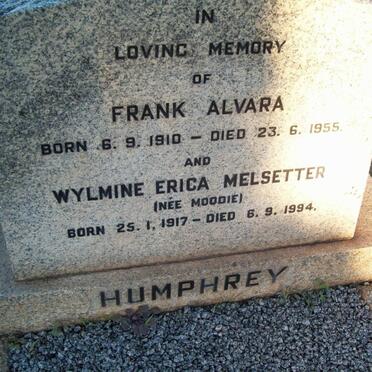 IN
LOVING MEMORY
OF
FRANK ALVARA
BORN 6. 9. 1910 – DIED 23. 6. 1955.
AND
WYLMINE ERICA MELSETTER
(NÉE MOODIE)
BORN 25. 1. 1917 – DIED 6. 9. 1994.
HUMPHREY